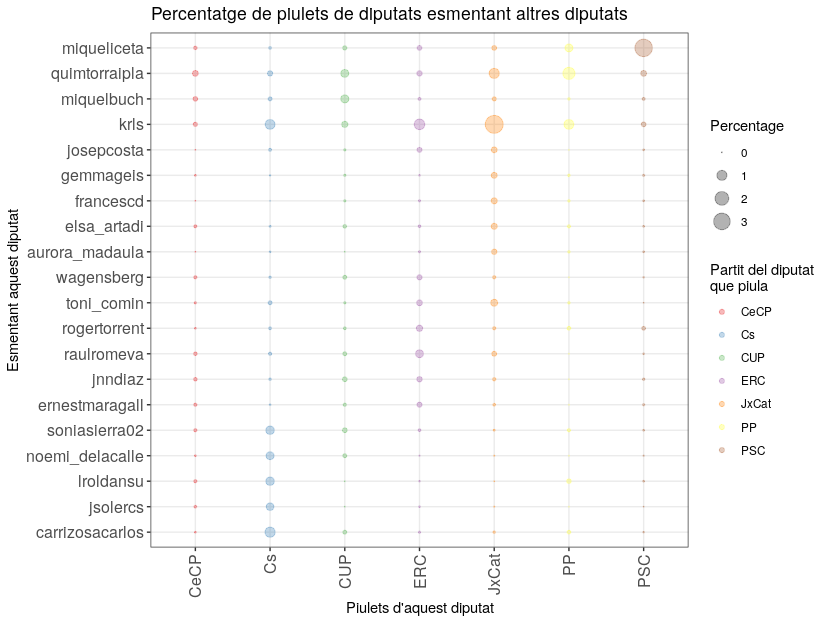 Percentatge de piulets de diputats esmentant altres diputats
Esmentant aquest diputat
miqueliceta
quimtorraipla
miquelbuch
krls
josepcosta
gemmageis
francescd
elsa_artadi
aurora_madaula
wagensberg
toni_comin
rogertorrent
raulromeva
jnndiaz
ernestmaragall
soniasierra02
noemi_delacalle
lroldansu
jsolercs
carrizosacarlos
CeCP
Cs
CUP
ERC
JxCat
PP
PSC
Piulets d'aquest diputat
Percentage
0
1
2
3
Partit del diputat
que piula
CeCP
Cs
CUP
ERC
JxCat
PP
PSC